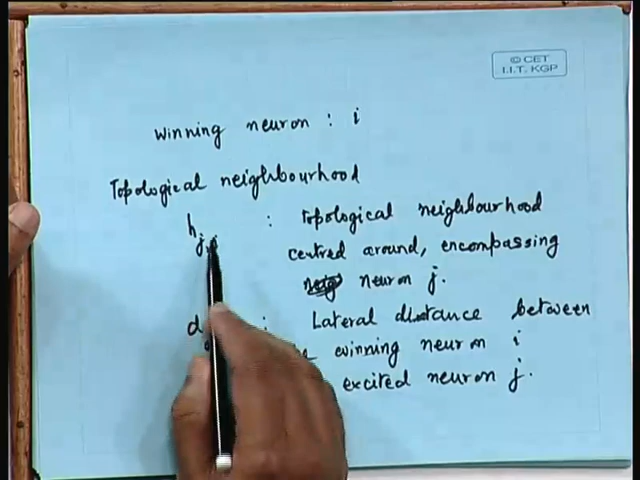 © CET
I.I.T. KGP
winning neuron : i
Topological neighbourhood
h j, : topological neighbourhood
centred around, encompassing
neuron j.
d : Lateral distance between
winning neuron i
excited neuron j.